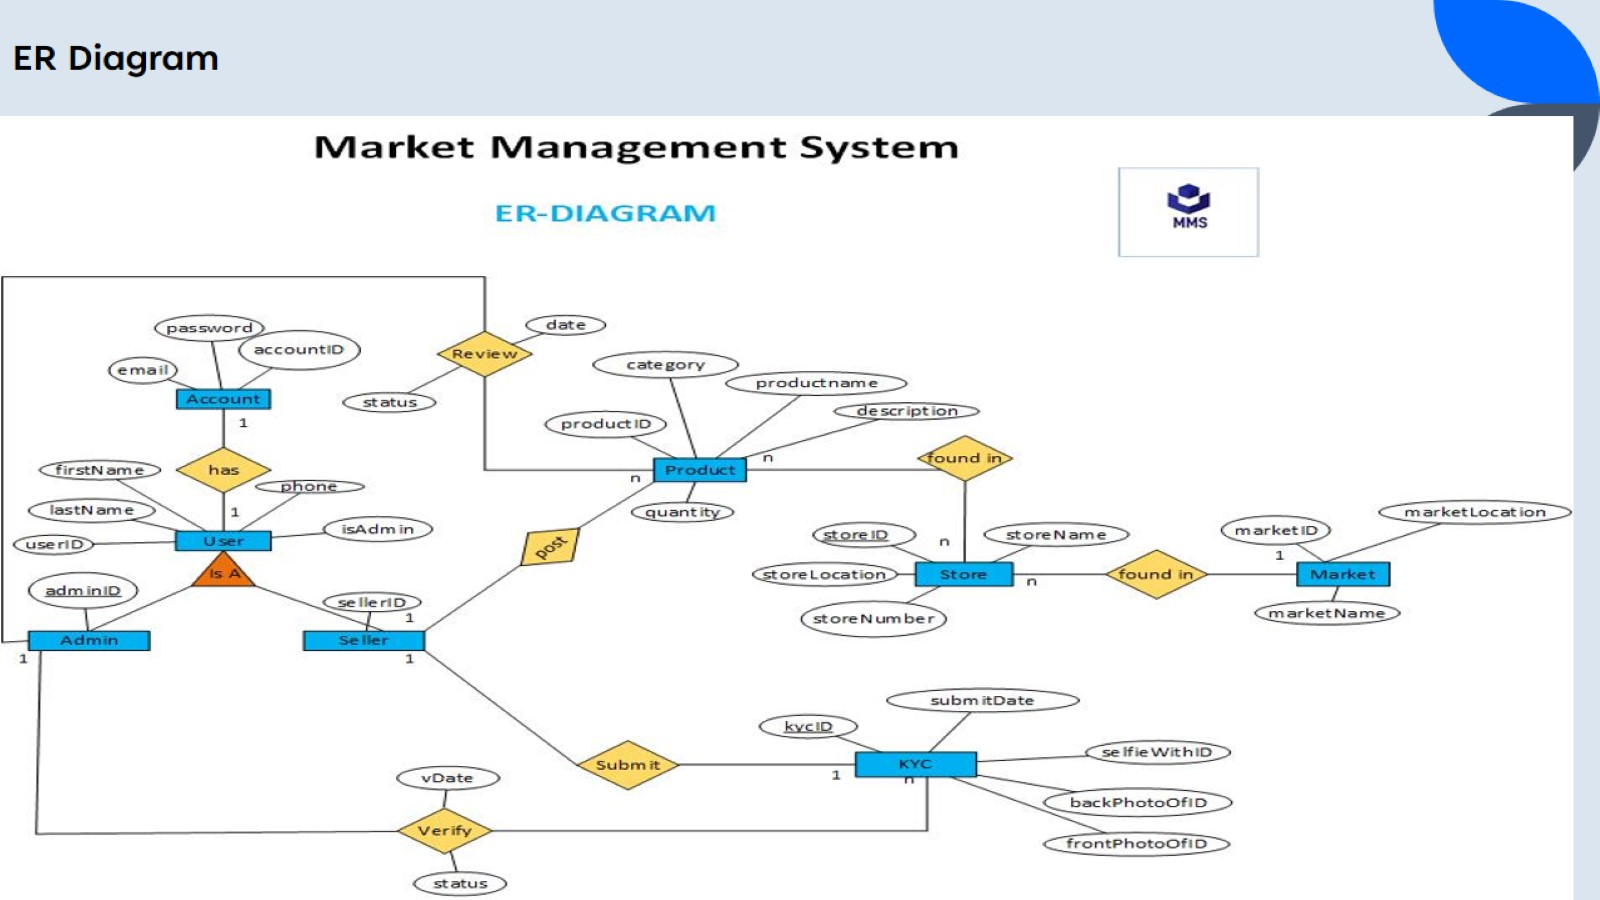 ER Diagram
Market Management System
ER-DIAGRAM
MMS
password
accountID
email
Account
1
has
firstName
phone
lastName
1
isAdmin
userID
User
Is A
adminID
sellerID
1
Admin
Seller
1
1
date
Review
status
category
productname
description
productID
Product
n
n
quantity
found in
post
storeID
storeName
n
storeLocation
Store
n
storeNumber
found in
marketID
marketLocation
1
Market
marketName
submitDate
kycID
selfieWithID
KYC
n
1
Submit
backPhotoOfID
frontPhotoOfID
vDate
Verify
status